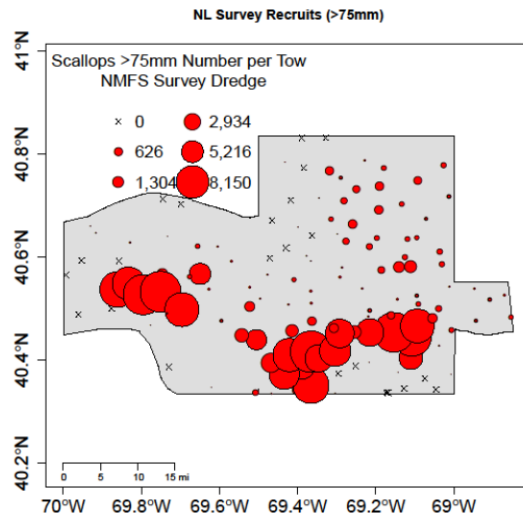 NL Survey Recruits (>75mm)
Scallops >75mm Number per Tow
NMFS Survey Dredge
0 2,934
626 5,216
1,304 8,150
41°N
40.8°N
40.6°N
40.4°N
40.2°N
0 5 10 15 mi
70°W 69.8°W 69.6°W 69.4°W 69.2°W 69°W